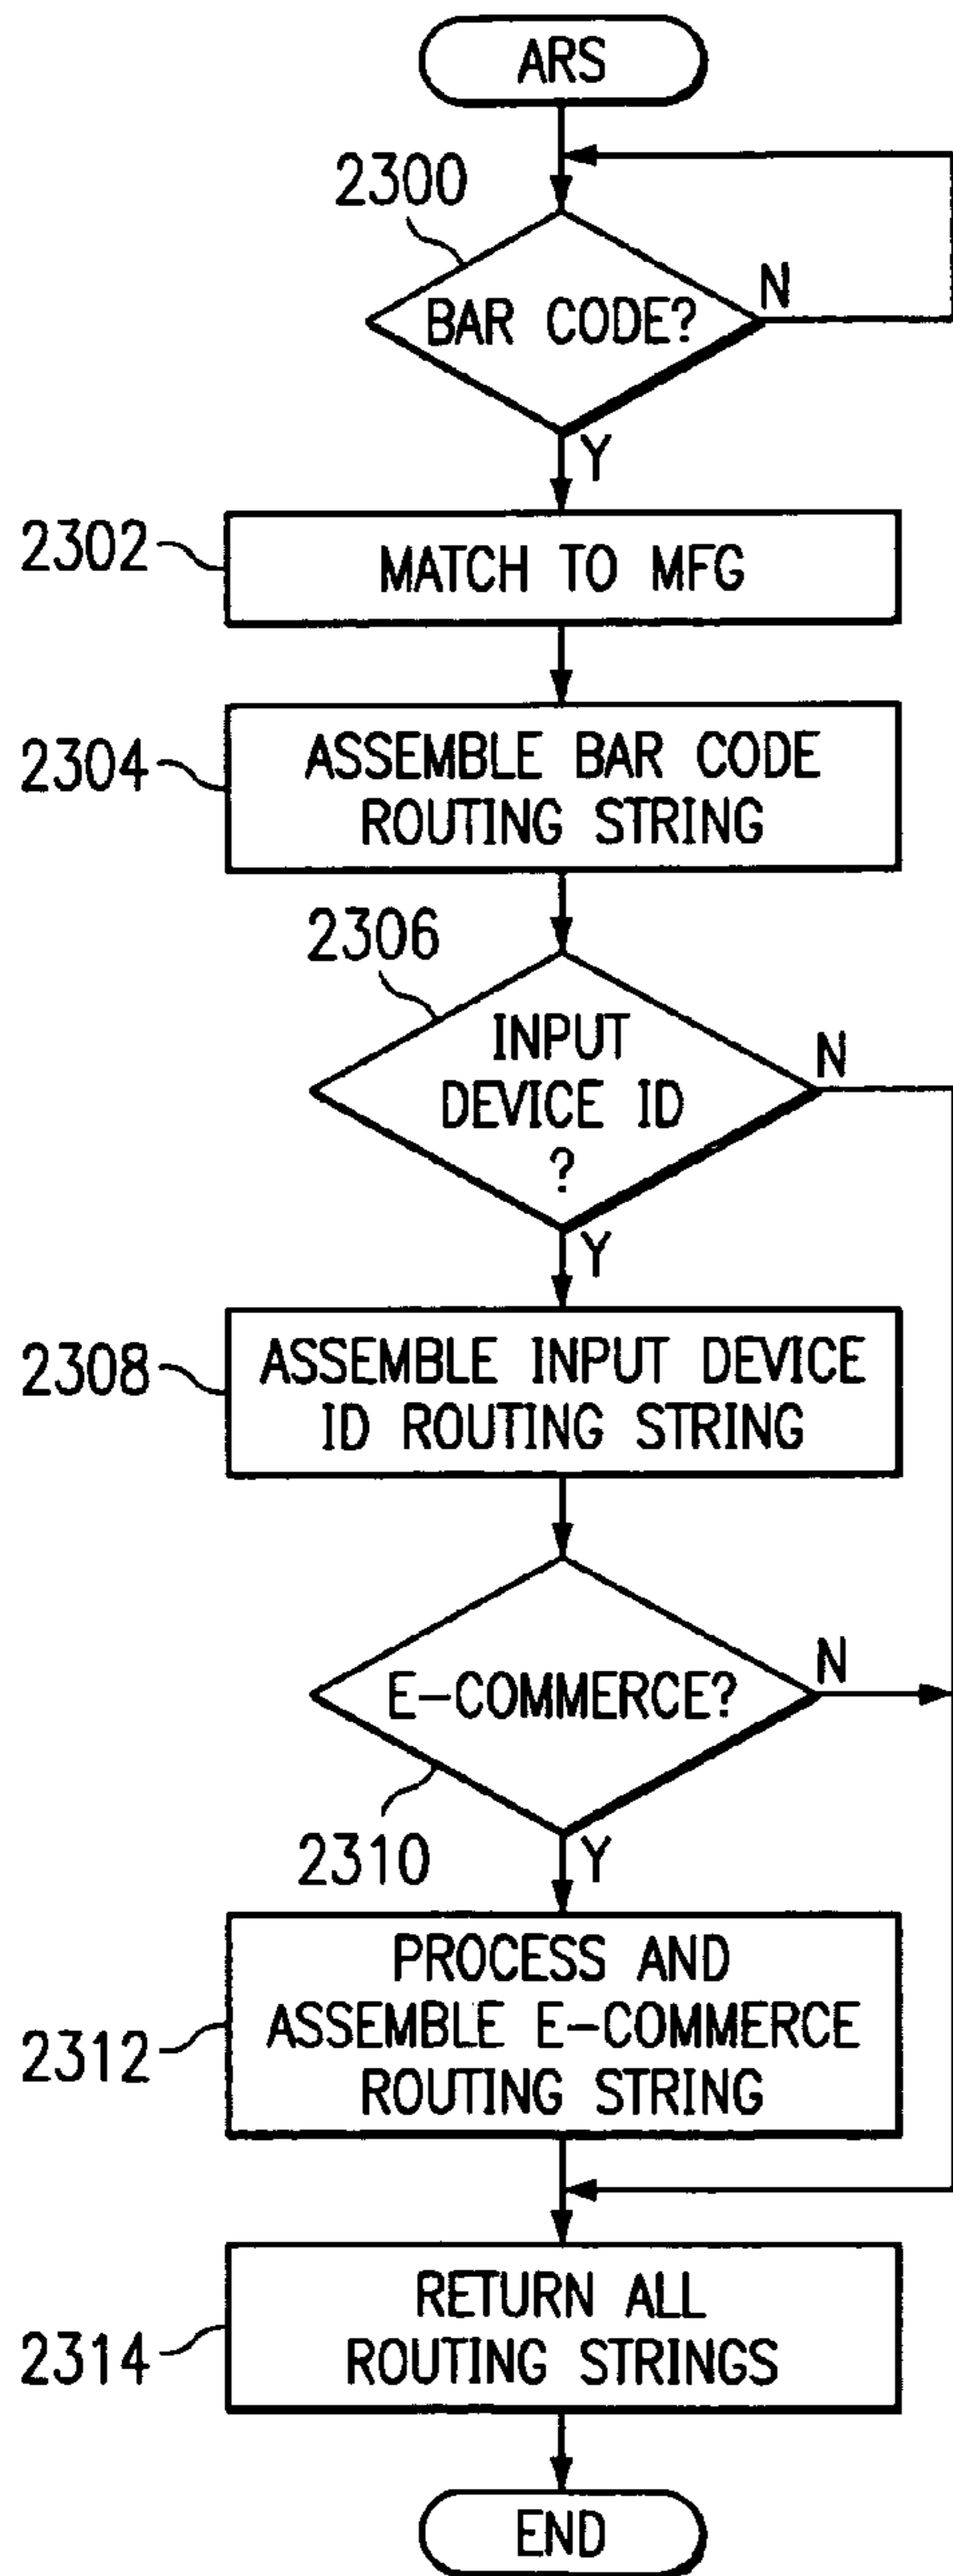 ARS
2300
BAR CODE?
N
Y
2302
MATCH TO MFG
2304
ASSEMBLE BAR CODE
ROUTING STRING
2306
INPUT
DEVICE ID
?
N
Y
2308
ASSEMBLE INPUT DEVICE
ID ROUTING STRING
E-COMMERCE?
N
2310
Y
2312
PROCESS AND
ASSEMBLE E-COMMERCE
ROUTING STRING
2314
RETURN ALL
ROUTING STRINGS
END